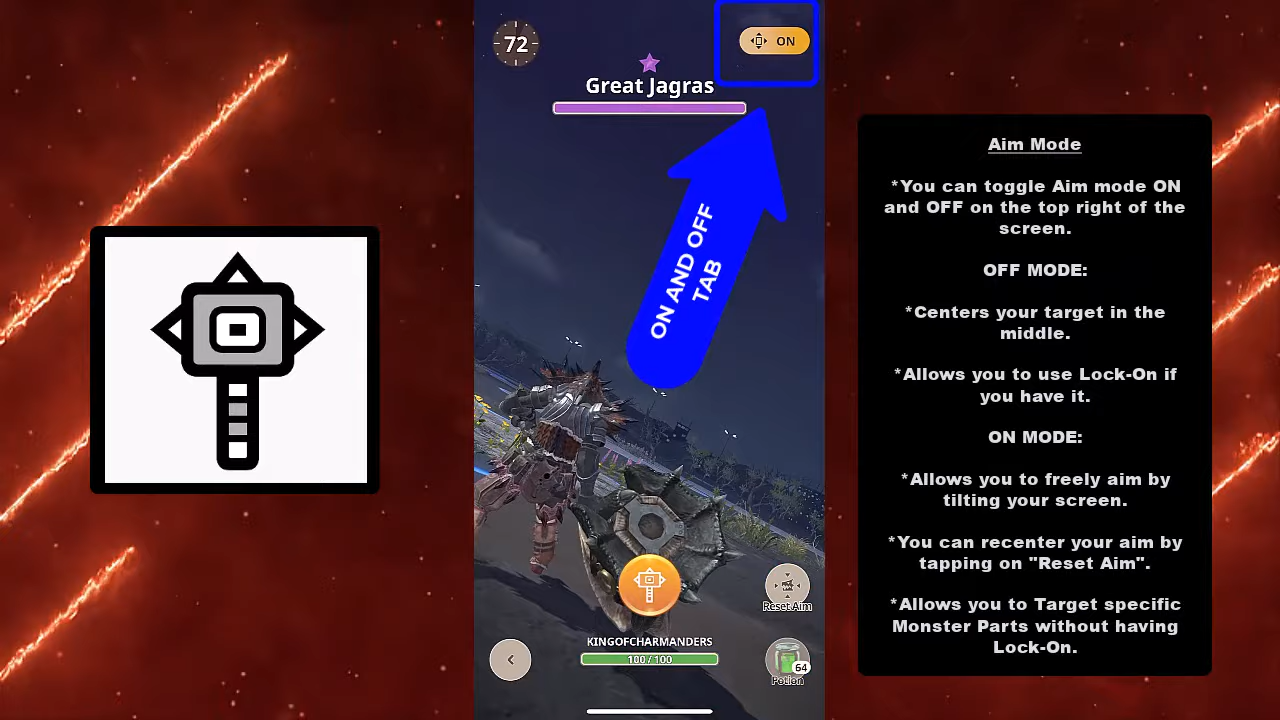 72
ON
Great Jagras
ON AND OFF
TAB
Reset Aim
KINGOFCHARMANDERS
100 / 100
64
Potion
Aim Mode
*You can toggle Aim mode ON
and OFF on the top right of the
screen.
OFF MODE:
*Centers your target in the
middle.
*Allows you to use Lock-On if
you have it.
ON MODE:
*Allows you to freely aim by
tilting your screen.
*You can recenter your aim by
tapping on "Reset Aim".
*Allows you to Target specific
Monster Parts without having
Lock-On.